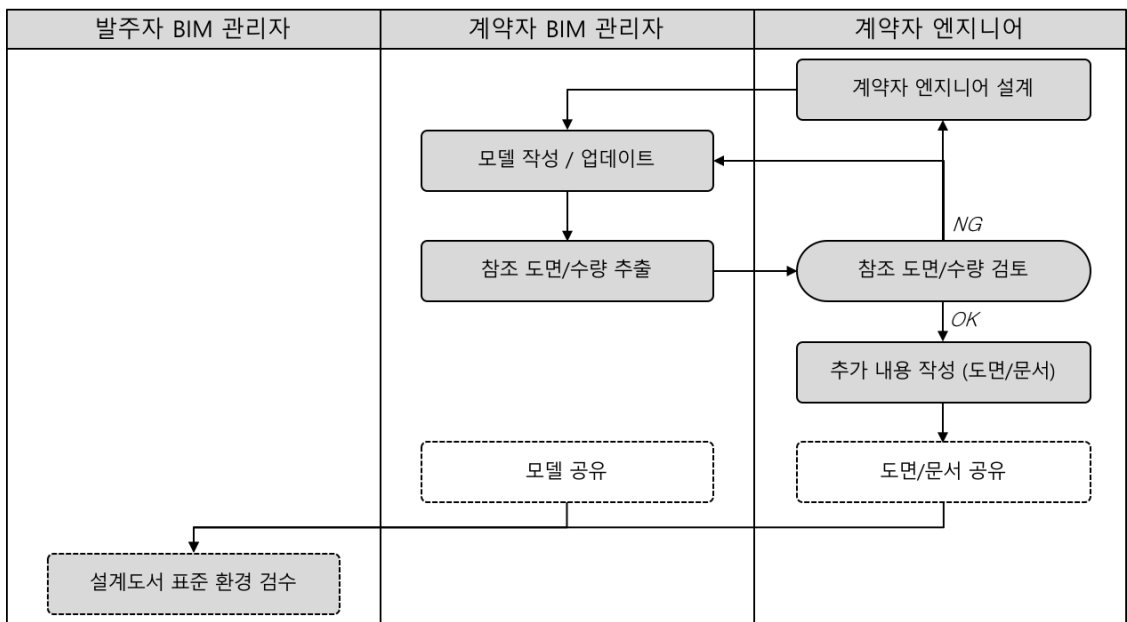 발주자 BIM 관리자
계약자 BIM 관리자
계약자 엔지니어
계약자 엔지니어 설계
모델 작성 / 업데이트
NG
참조 도면/수량 추출
참조 도면/수량 검토
OK
추가 내용 작성 (도면/문서)
모델 공유
도면/문서 공유
설계도서 표준 환경 검수